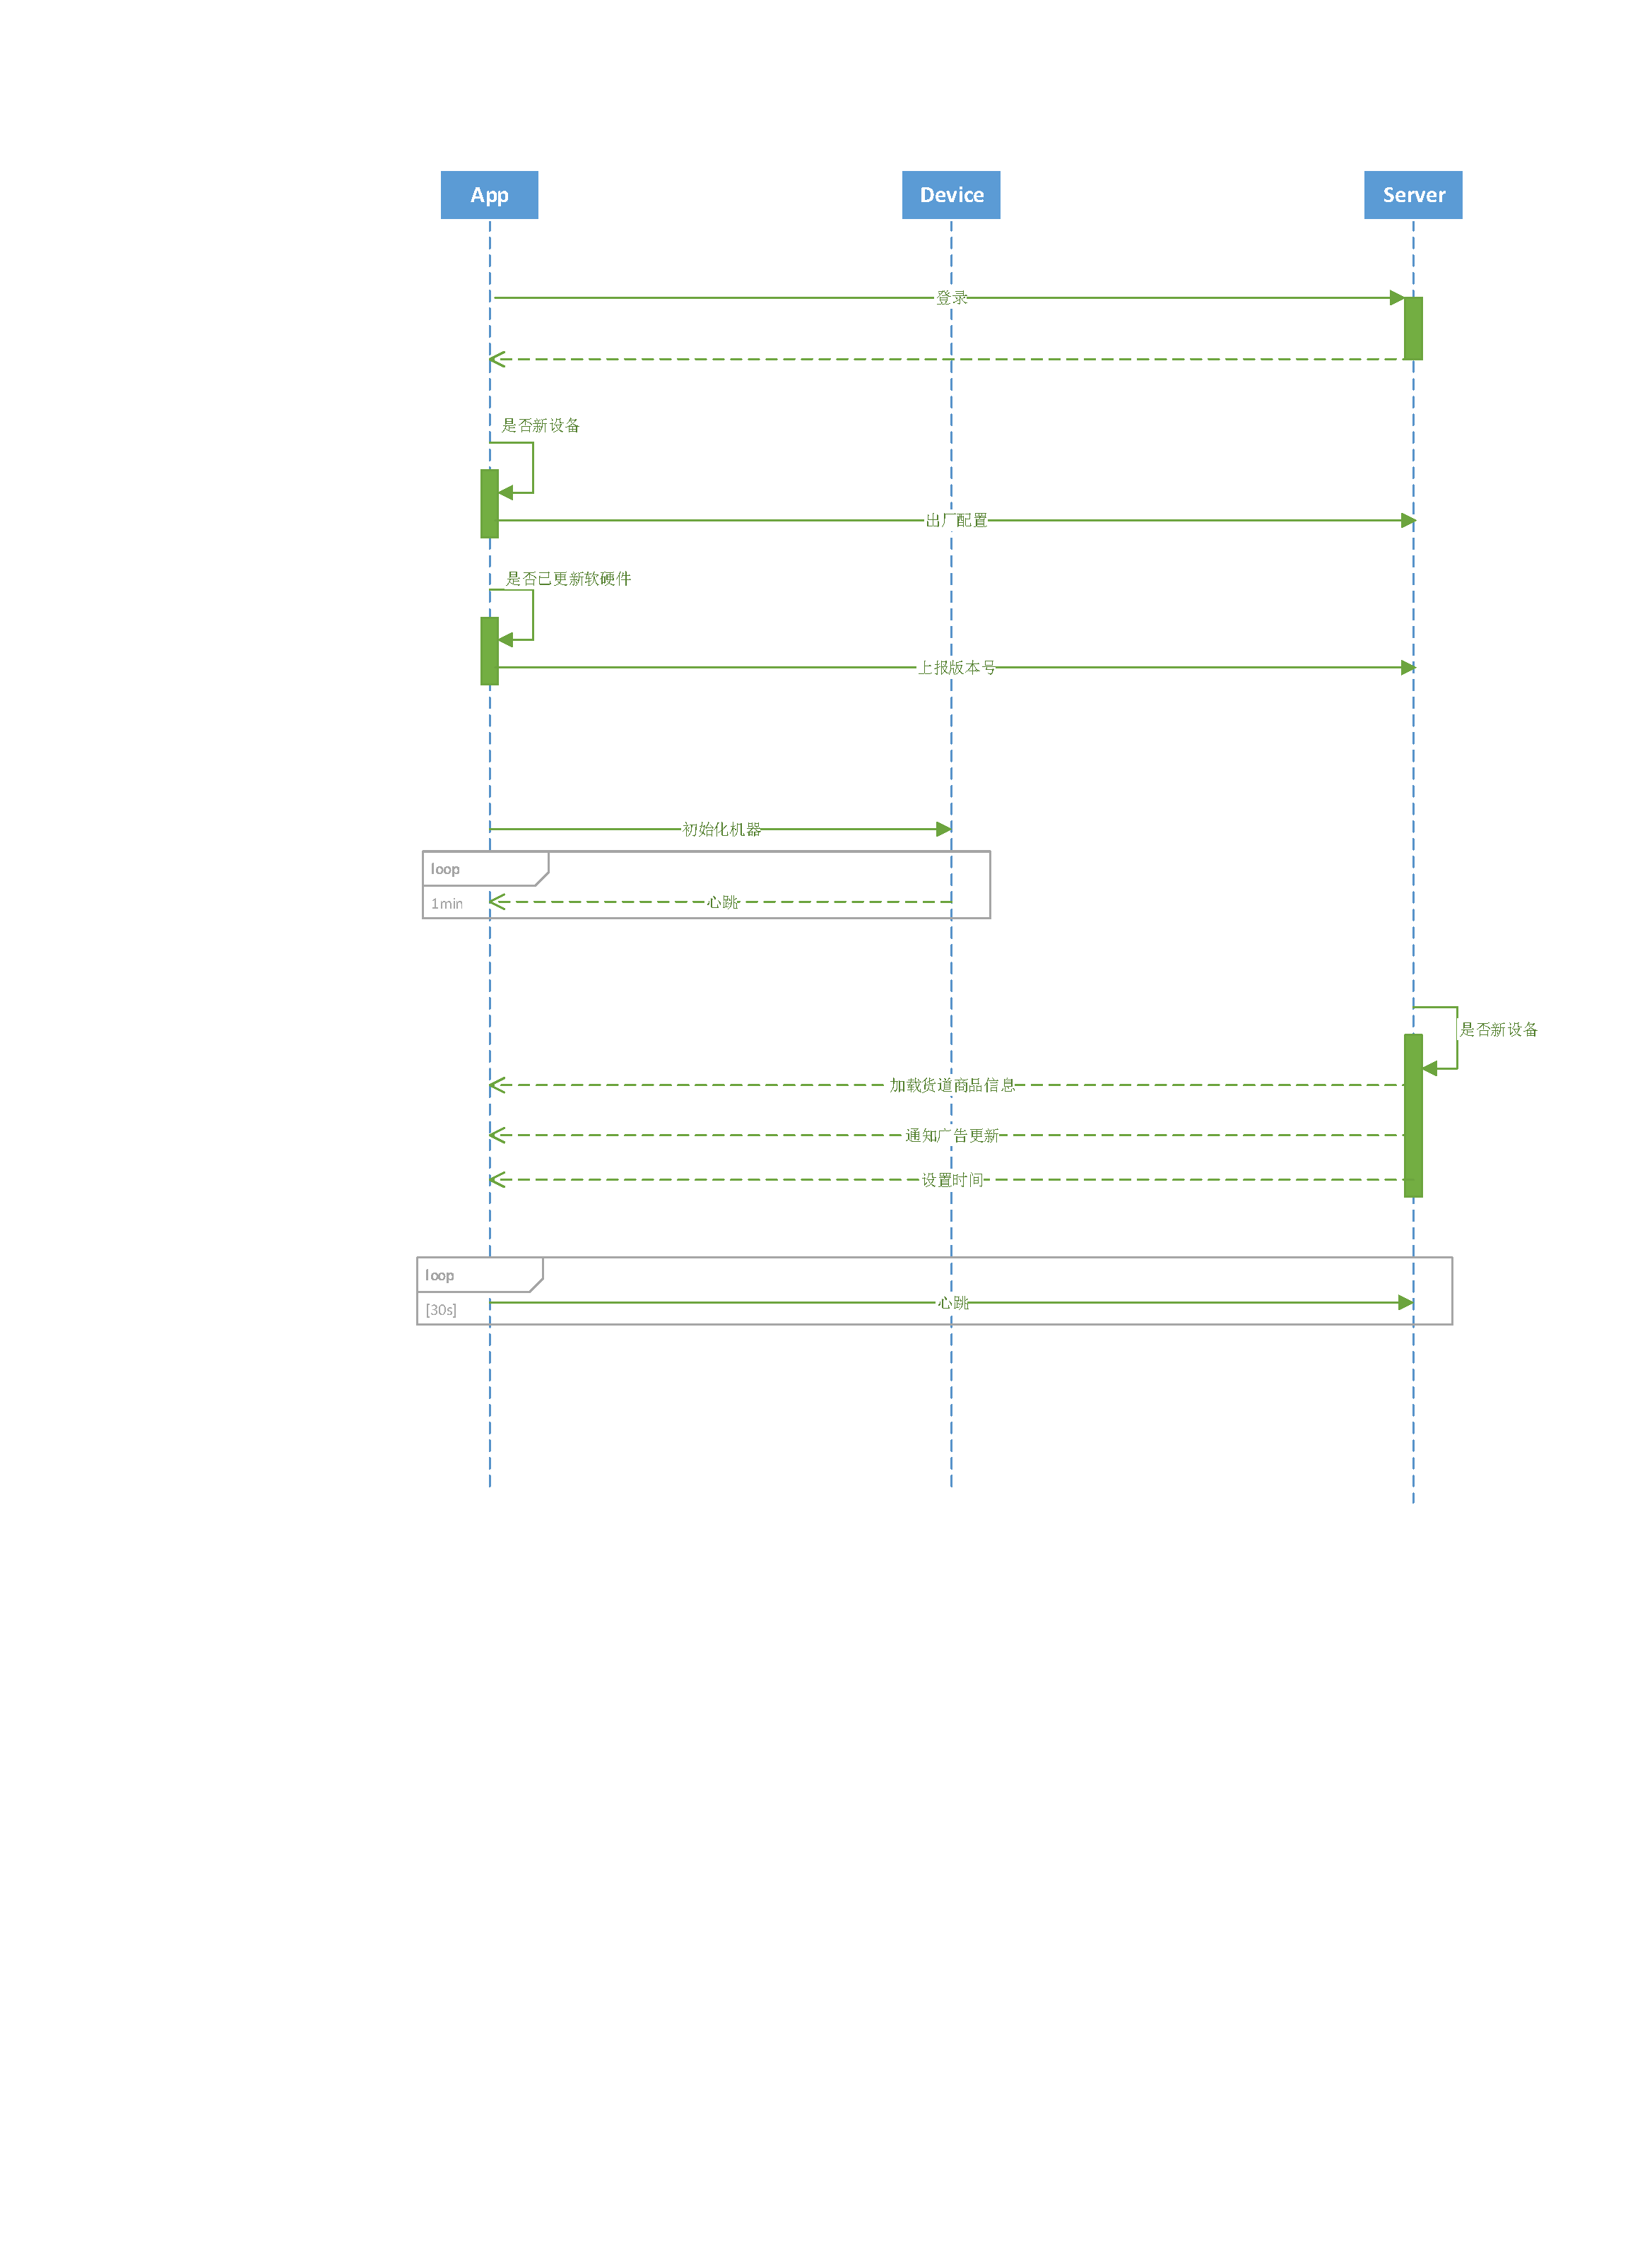 App
Device
Server
登录
是否新设备
出厂配置
是否已更新软硬件
上报版本号
初始化机器
loop
1min
心跳
是否新设备
加载货道商品信息
通知广告更新
设置时间
loop
[30s]
心跳